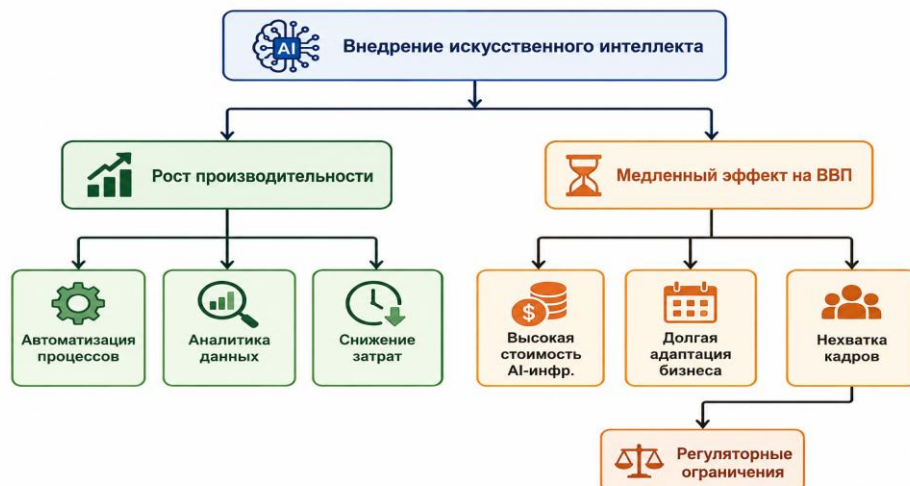 AI
Внедрение искусственного интеллекта
Рост производительности
Медленный эффект на ВВП
Автоматизация
процессов
Аналитика
данных
Снижение
затрат
$
Высокая
стоимость
AI-инфр.
Долгая
адаптация
бизнеса
Нехватка
кадров
Регуляторные
ограничения